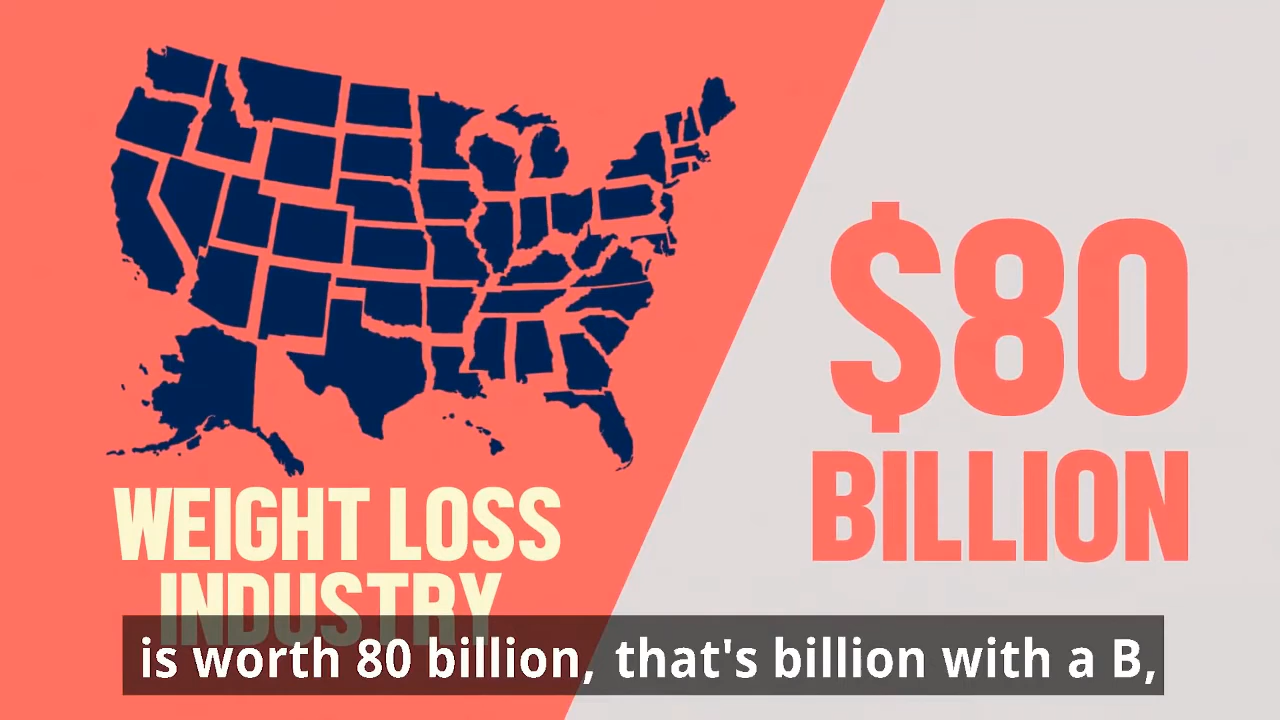 WEIGHT LOSS
INDUSTRY
$80
BILLION
is worth 80 billion, that's billion with a B,